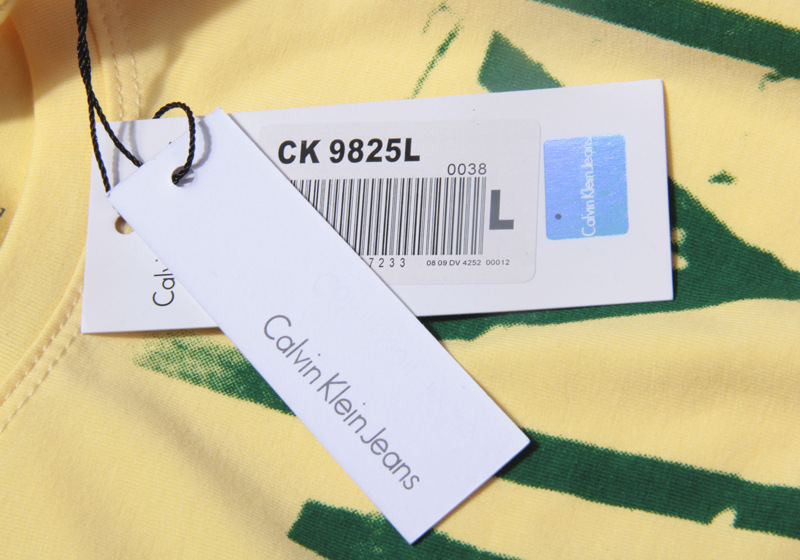 CK 9825L
0038
L
7233
08 09 DV 4252 00012
Calvin Klein Jeans
Calvin Klein Jeans